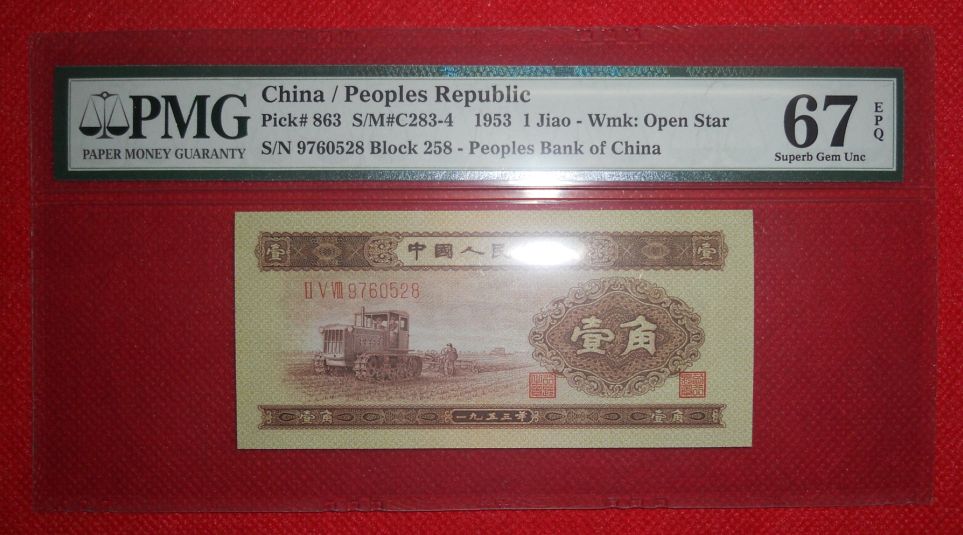 PMG
PAPER MONEY GUARANTY
China / Peoples Republic
Pick# 863 S/M#C283-4 1953 1 Jiao - Wmk: Open Star
S/N 9760528 Block 258 - Peoples Bank of China
67
EPQ
Superb Gem Unc
壹 中國人民 壹
ⅡⅤⅧ 9760528
壹角
壹角 一九五三年 壹角